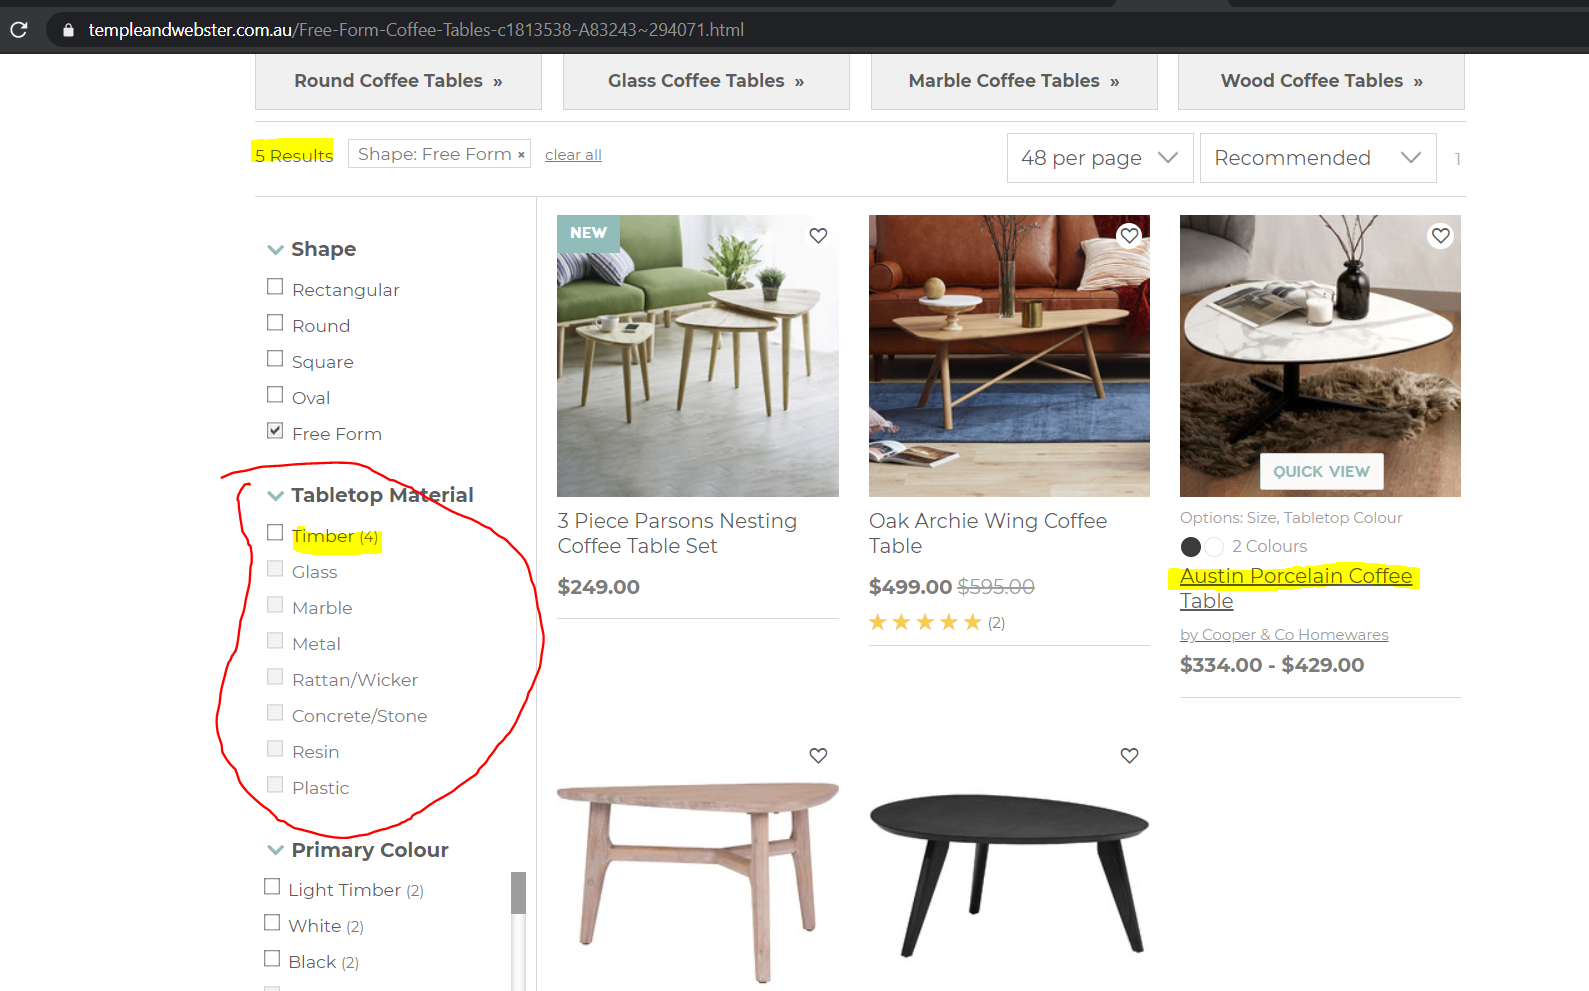 templeandwebster.com.au/Free-Form-Coffee-Tables-c1813538-A83243~294071.html
Round Coffee Tables »
Glass Coffee Tables »
Marble Coffee Tables »
Wood Coffee Tables »
5 Results
Shape: Free Form ×
clear all
48 per page
Recommended
1
Shape
Rectangular
Round
Square
Oval
Free Form
Tabletop Material
Timber (4)
Glass
Marble
Metal
Rattan/Wicker
Concrete/Stone
Resin
Plastic
Primary Colour
Light Timber (2)
White (2)
Black (2)
NEW
3 Piece Parsons Nesting
Coffee Table Set
$249.00
Oak Archie Wing Coffee
Table
$499.00 $595.00
(2)
QUICK VIEW
Options: Size, Tabletop Colour
2 Colours
Austin Porcelain Coffee
Table
by Cooper & Co Homewares
$334.00 - $429.00